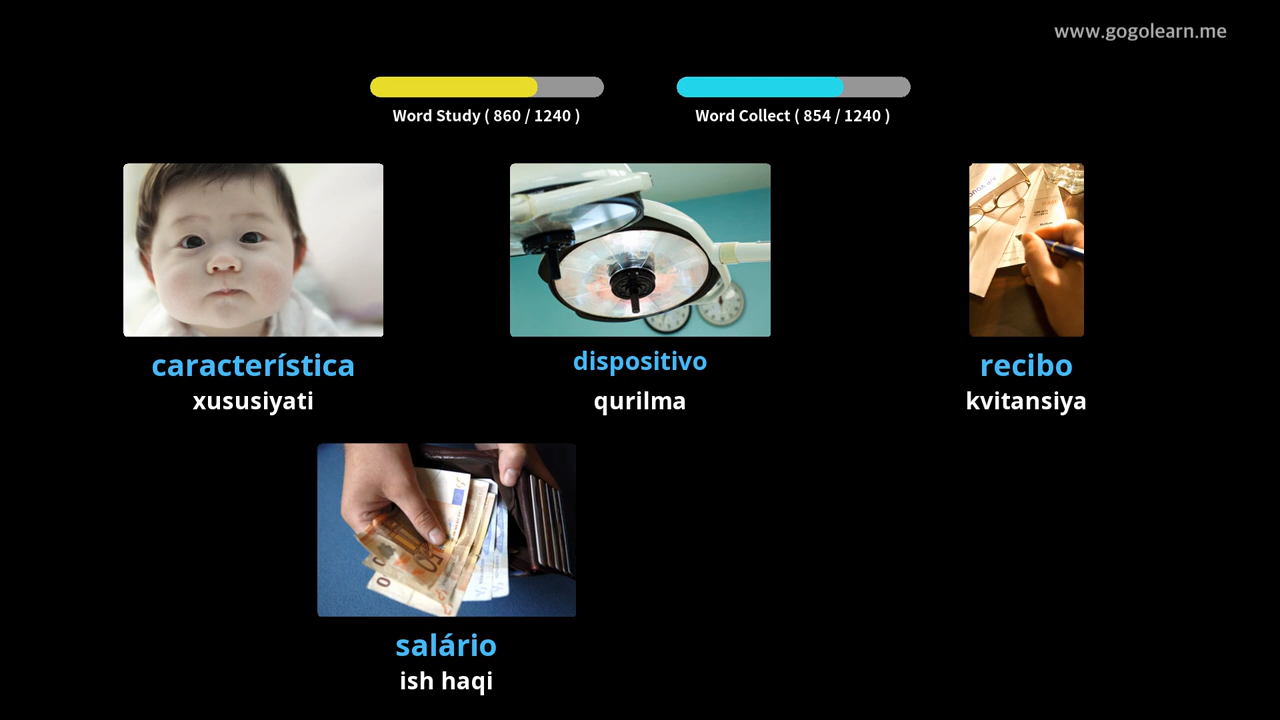 www.gogolearn.me
Word Study ( 860 / 1240 )
Word Collect ( 854 / 1240 )
característica
xususiyati
dispositivo
qurilma
recibo
kvitansiya
50
salário
ish haqi